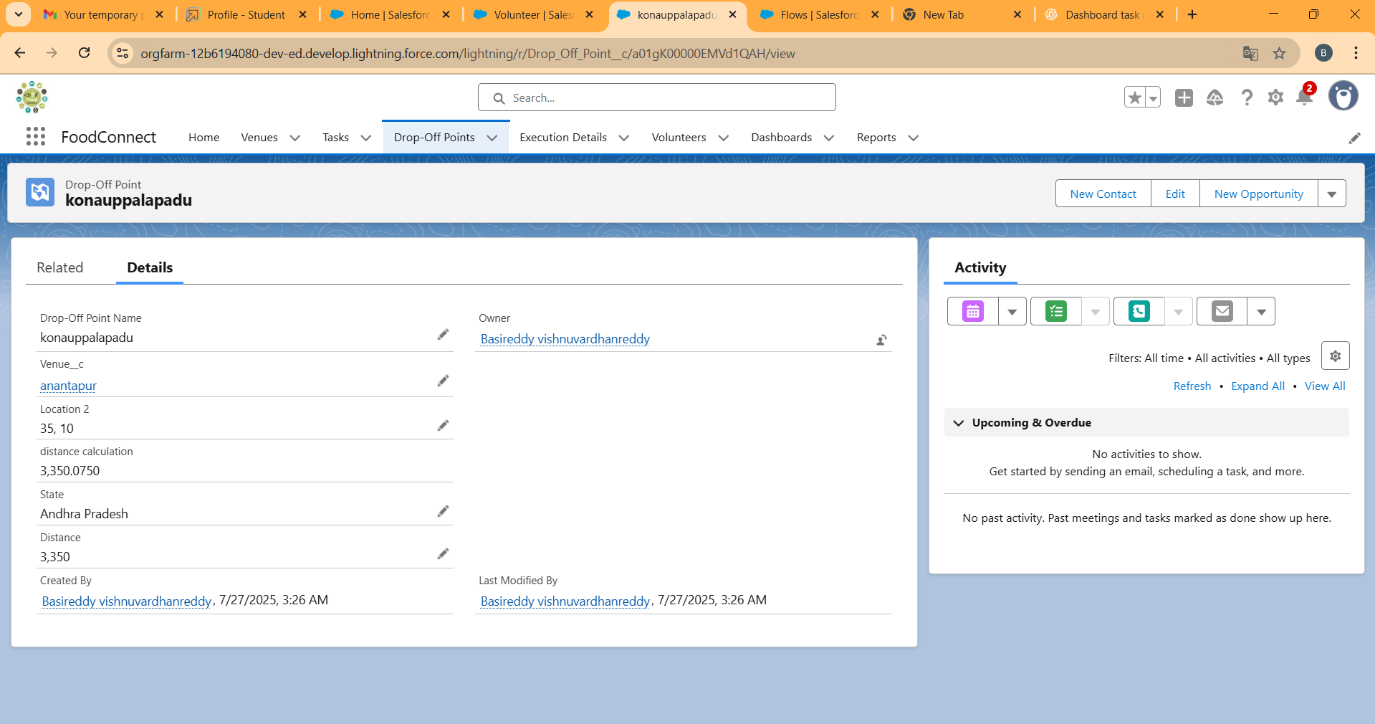 Your temporary
Profile - Student
Home | Salesforc
Volunteer | Sales
konauppalapadu
Flows | Salesforc
New Tab
Dashboard task
orgfarm-12b6194080-dev-ed.develop.lightning.force.com/lightning/r/Drop_Off_Point__c/a01gK00000EMVd1QAH/view
B
Search...
2
FoodConnect
Home
Venues
Tasks
Drop-Off Points
Execution Details
Volunteers
Dashboards
Reports
Drop-Off Point
konauppalapadu
New Contact
Edit
New Opportunity
Related
Details
Drop-Off Point Name
konauppalapadu
Owner
Basireddy vishnuvardhanreddy
Venue__c
anantapur
Location 2
35, 10
distance calculation
3,350.0750
State
Andhra Pradesh
Distance
3,350
Created By
Basireddy vishnuvardhanreddy, 7/27/2025, 3:26 AM
Last Modified By
Basireddy vishnuvardhanreddy, 7/27/2025, 3:26 AM
Activity
Filters: All time • All activities • All types
Refresh • Expand All • View All
Upcoming & Overdue
No activities to show.
Get started by sending an email, scheduling a task, and more.
No past activity. Past meetings and tasks marked as done show up here.